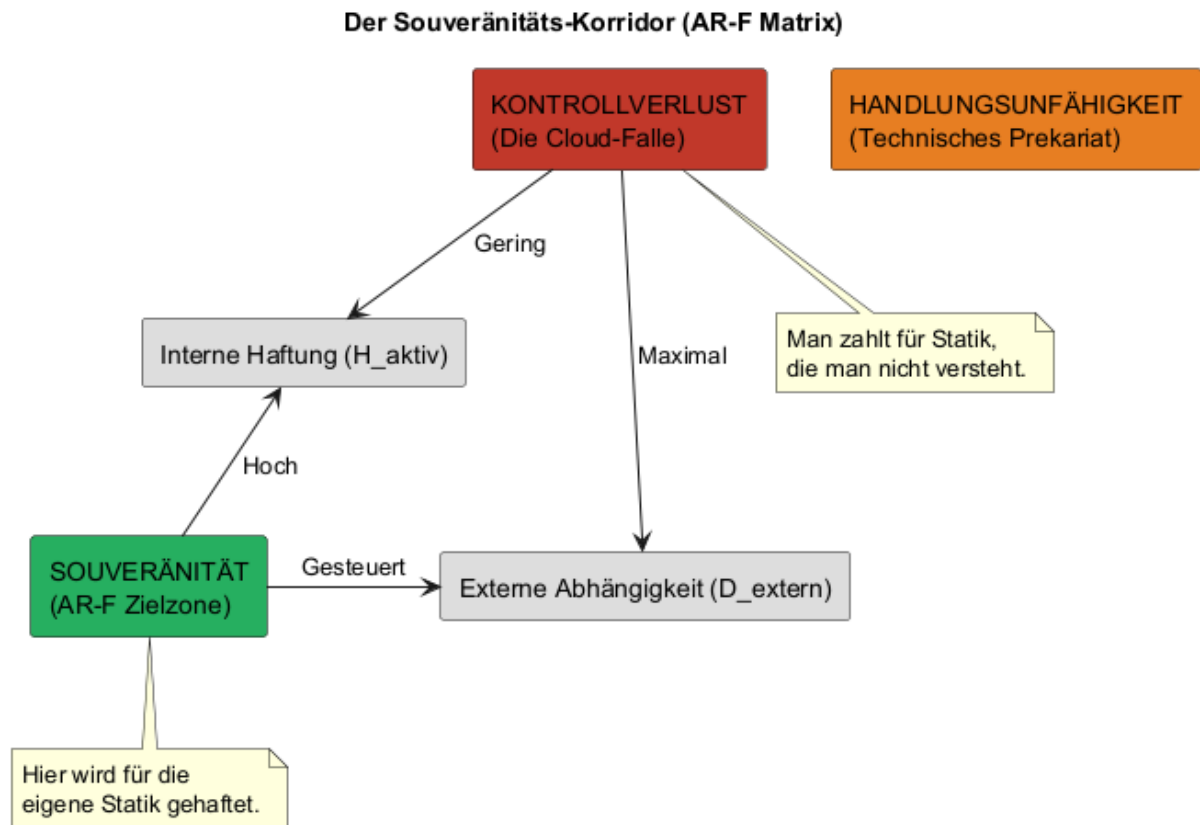 Der Souveränitäts-Korridor (AR-F Matrix)
KONTROLLVERLUST
(Die Cloud-Falle)
HANDLUNGSUNFÄHIGKEIT
(Technisches Prekariat)
Gering
Interne Haftung (H_aktiv)
Maximal
Man zahlt für Statik,
die man nicht versteht.
Hoch
SOUVERÄNITÄT
(AR-F Zielzone)
Gesteuert
Externe Abhängigkeit (D_extern)
Hier wird für die
eigene Statik gehaftet.